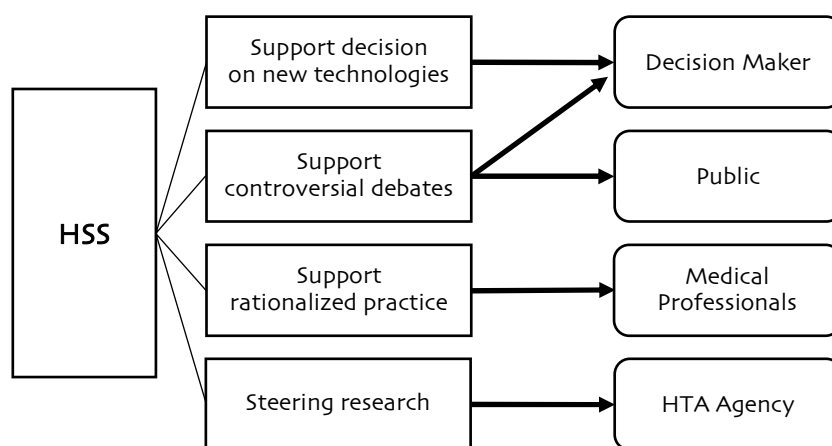 Support decision
on new technologies
Decision Maker
Support
controversial debates
Public
HSS
Support
rationalized practice
Medical
Professionals
Steering research
HTA Agency